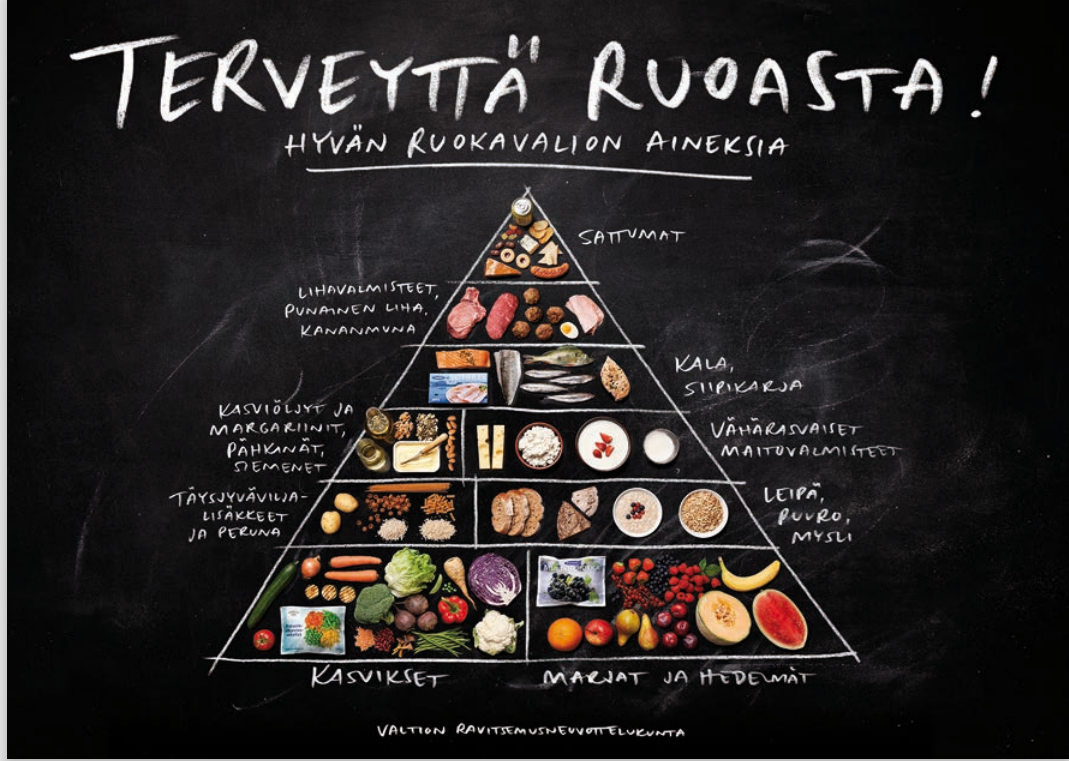 TERVEYTTÄ RUOASTA!
HYVÄN RUOKAVALION AINEKSIA
SATTUMAT
LIHAVALMISTEET,
PUNAINEN LIHA,
KANANMUNA
KALA,
SIIPIKARJA
KASVIÖLJYT JA
MARGARIINIT,
PÄHKINÄT,
SIEMENET
VÄHÄRASVAISET
MAITOVALMISTEET
TÄYSJYVÄVILJA-
LISÄKKEET
JA PERUNA
LEIPÄ,
PUURO,
MYSLI
KASVIKSET
MARJAT JA HEDELMÄT
VALTION RAVITSEMUSNEUVOTTELUKUNTA